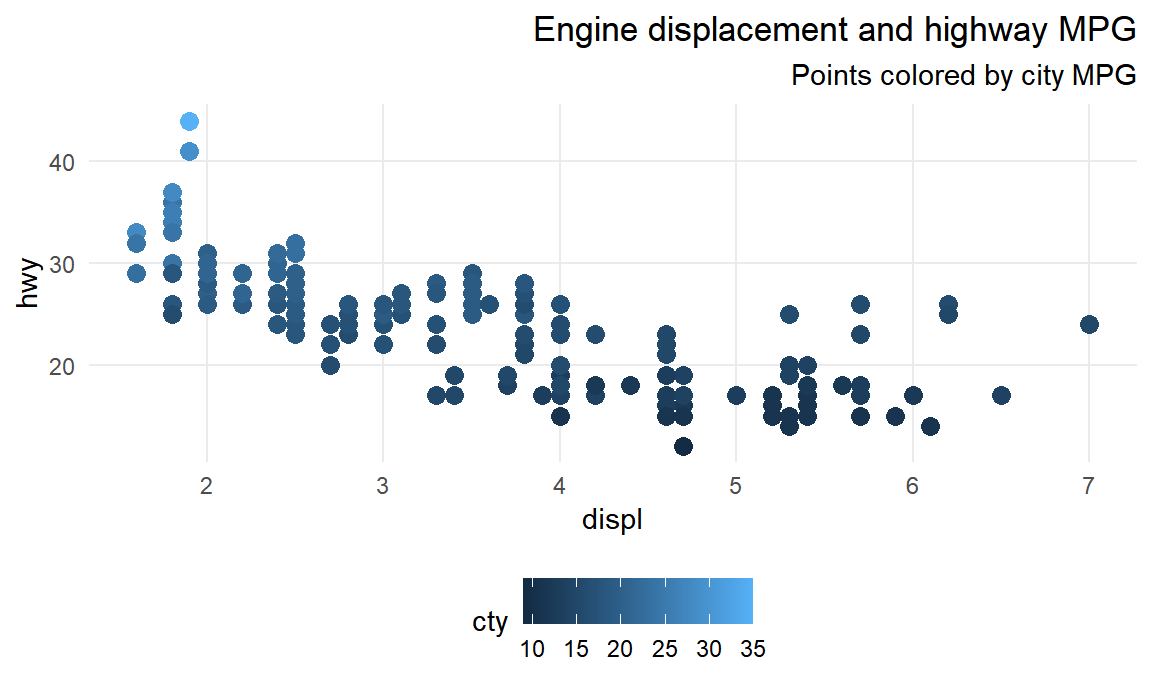 Engine displacement and highway MPG
Points colored by city MPG
hwy
40
30
20
2 3 4 5 6 7
displ
cty
10 15 20 25 30 35